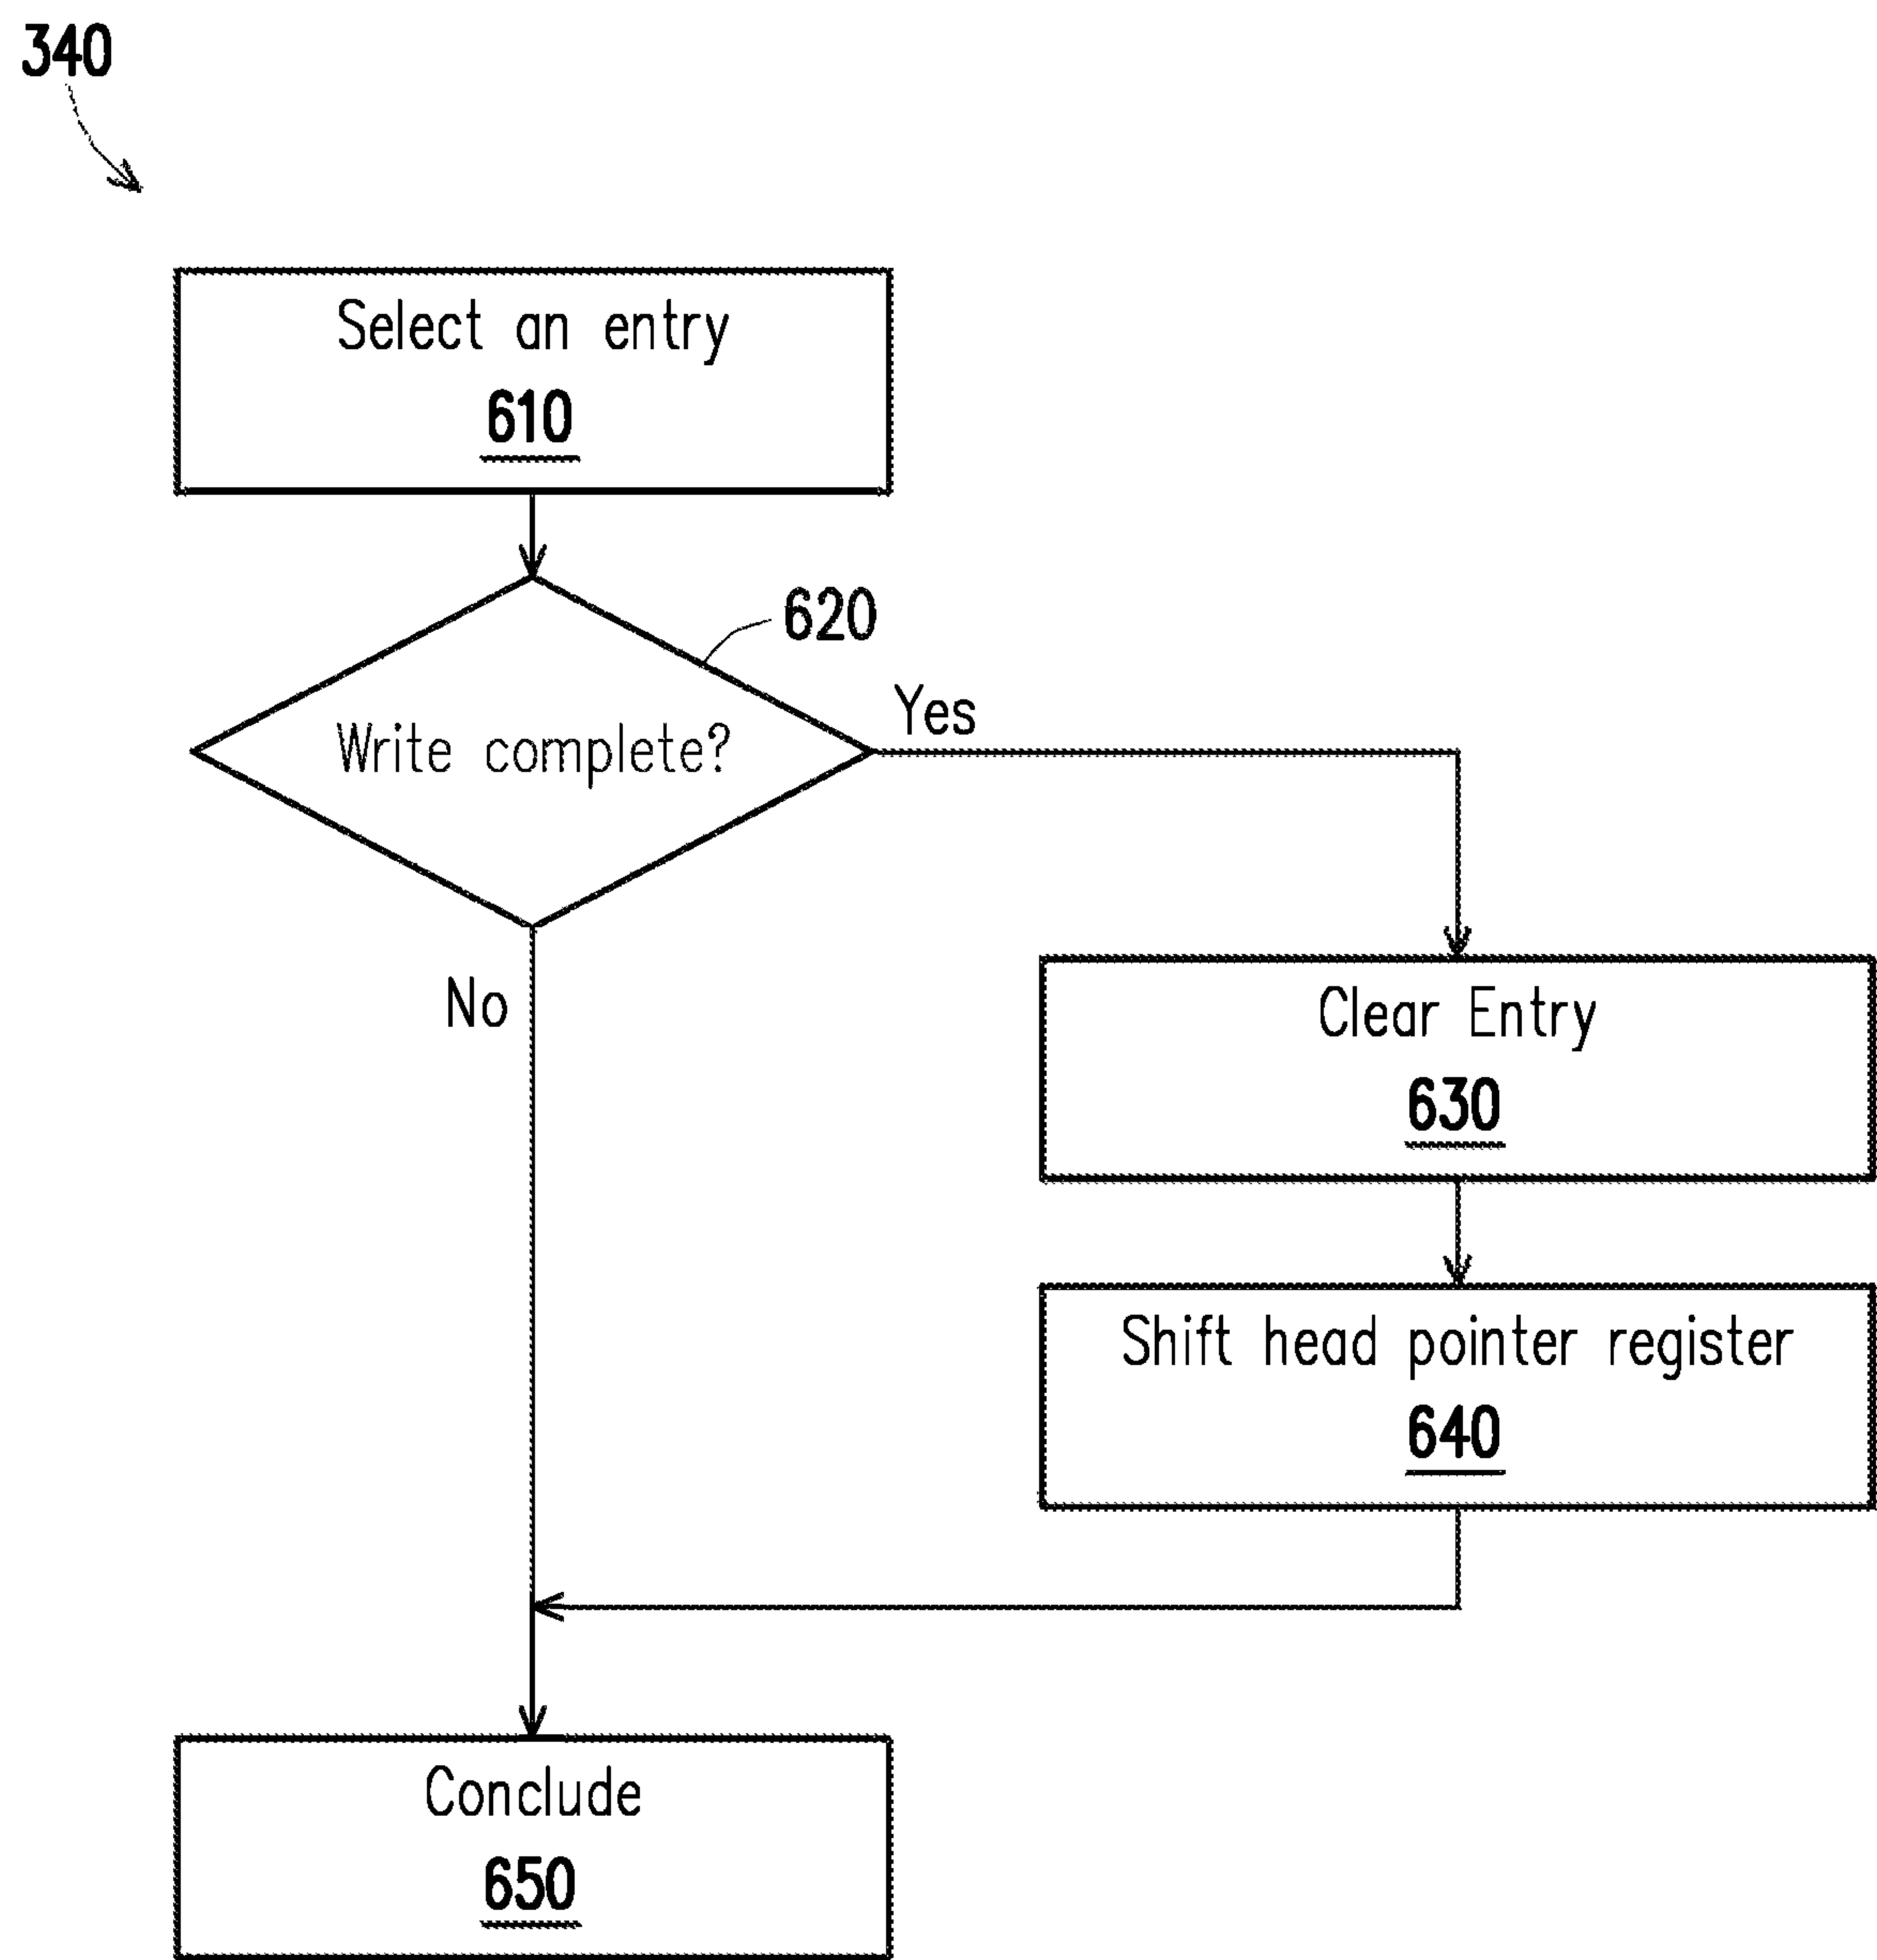 340
Select an entry
610
620
Yes
Write complete?
No
Clear Entry
630
Shift head pointer register
640
Conclude
650